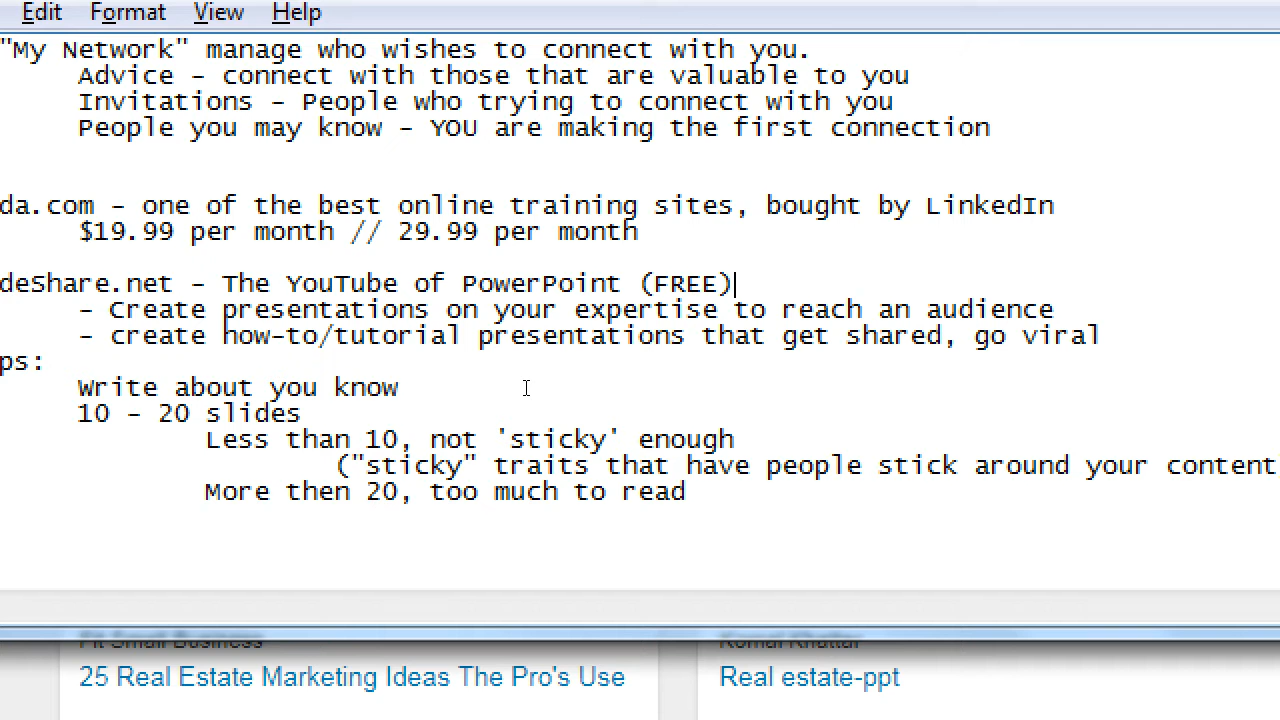 Edit Format View Help
"My Network" manage who wishes to connect with you.
Advice - connect with those that are valuable to you
Invitations - People who trying to connect with you
People you may know - YOU are making the first connection
da.com - one of the best online training sites, bought by LinkedIn
$19.99 per month // 29.99 per month
deShare.net - The YouTube of PowerPoint (FREE)
- Create presentations on your expertise to reach an audience
- create how-to/tutorial presentations that get shared, go viral
ps:
Write about you know
10 - 20 slides
Less than 10, not 'sticky' enough
("sticky" traits that have people stick around your content
More then 20, too much to read
Fit Small Business Komal Khattar
25 Real Estate Marketing Ideas The Pro's Use Real estate-ppt